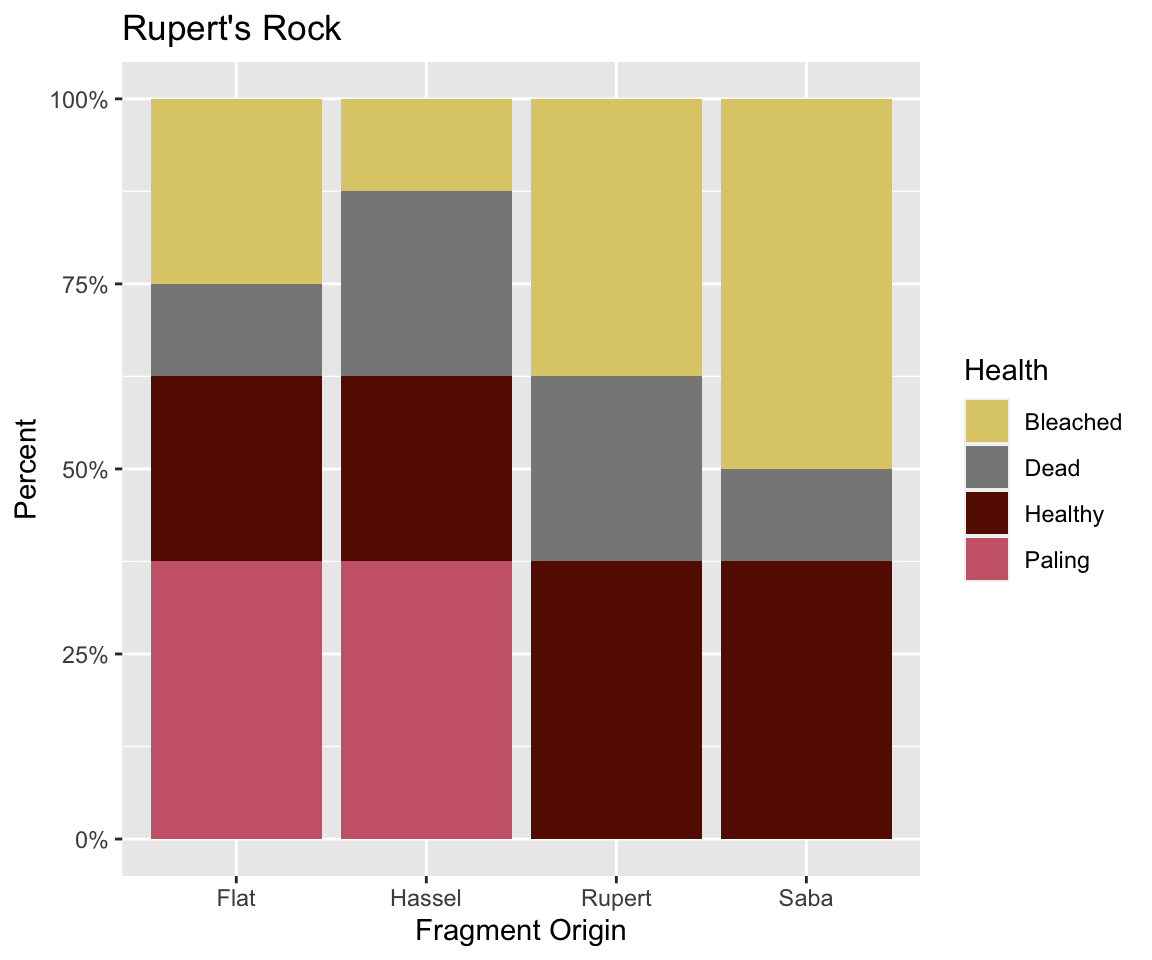 Rupert's Rock
100%
75%
50%
25%
0%
Percent
Flat Hassel Rupert Saba
Fragment Origin
Health
Bleached
Dead
Healthy
Paling